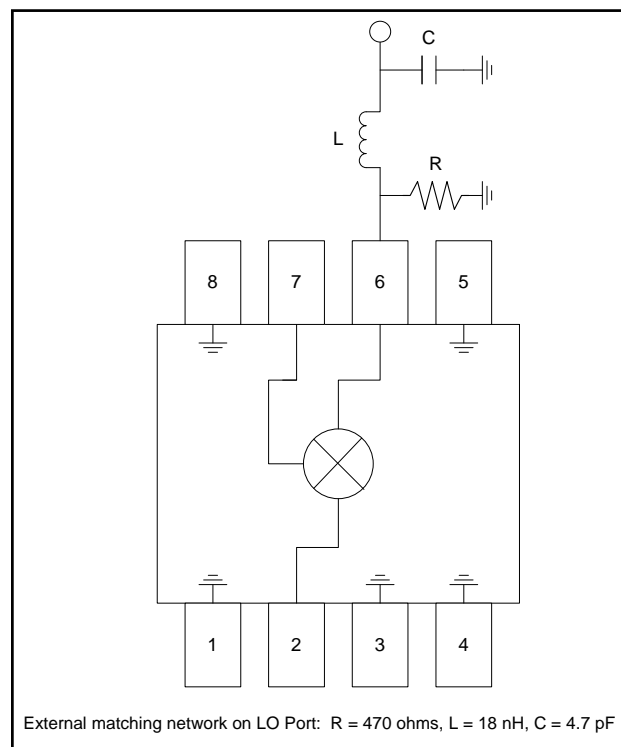 C
L
R
8 7 6 5
1 2 3 4
External matching network on LO Port: R = 470 ohms, L = 18 nH, C = 4.7 pF